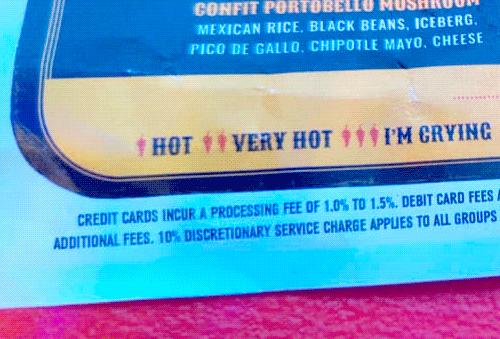 CONFIT PORTOBELLO MUSHROOM
MEXICAN RICE, BLACK BEANS, ICEBERG,
PICO DE GALLO, CHIPOTLE MAYO, CHEESE
HOT VERY HOT I'M CRYING
CREDIT CARDS INCUR A PROCESSING FEE OF 1.0% TO 1.5%. DEBIT CARD FEES
ADDITIONAL FEES. 10% DISCRETIONARY SERVICE CHARGE APPLIES TO ALL GROUPS